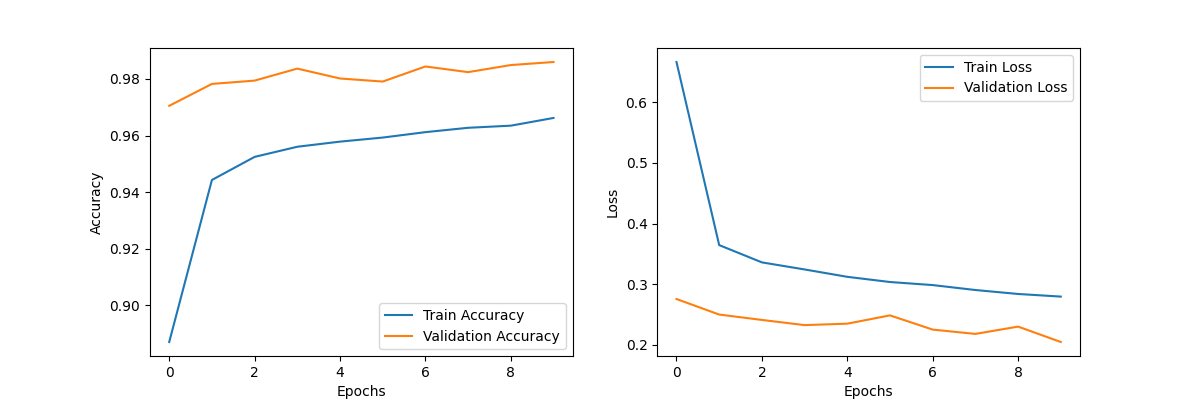 0.98
0.96
0.94
0.92
0.90
Accuracy
0 2 4 6 8
Epochs
Train Accuracy
Validation Accuracy
0.6
0.5
0.4
0.3
0.2
Loss
0 2 4 6 8
Epochs
Train Loss
Validation Loss